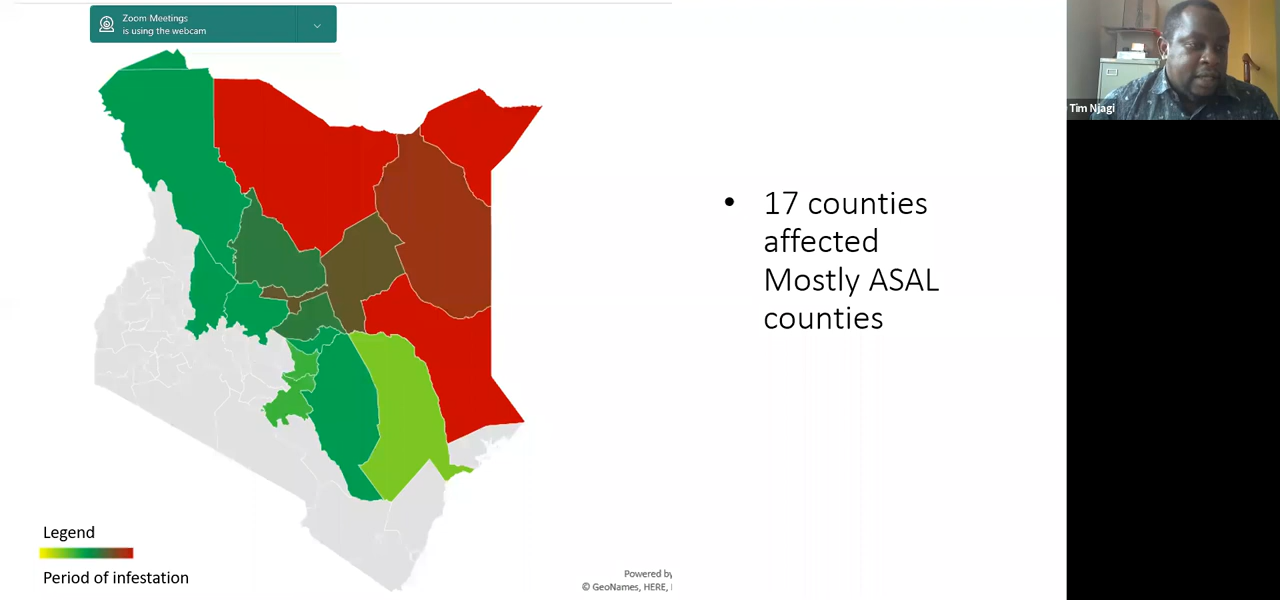 Zoom Meetings
is using the webcam
Tim Njagi
• 17 counties
affected
Mostly ASAL
counties
Legend
Period of infestation
Powered by
© GeoNames, HERE,